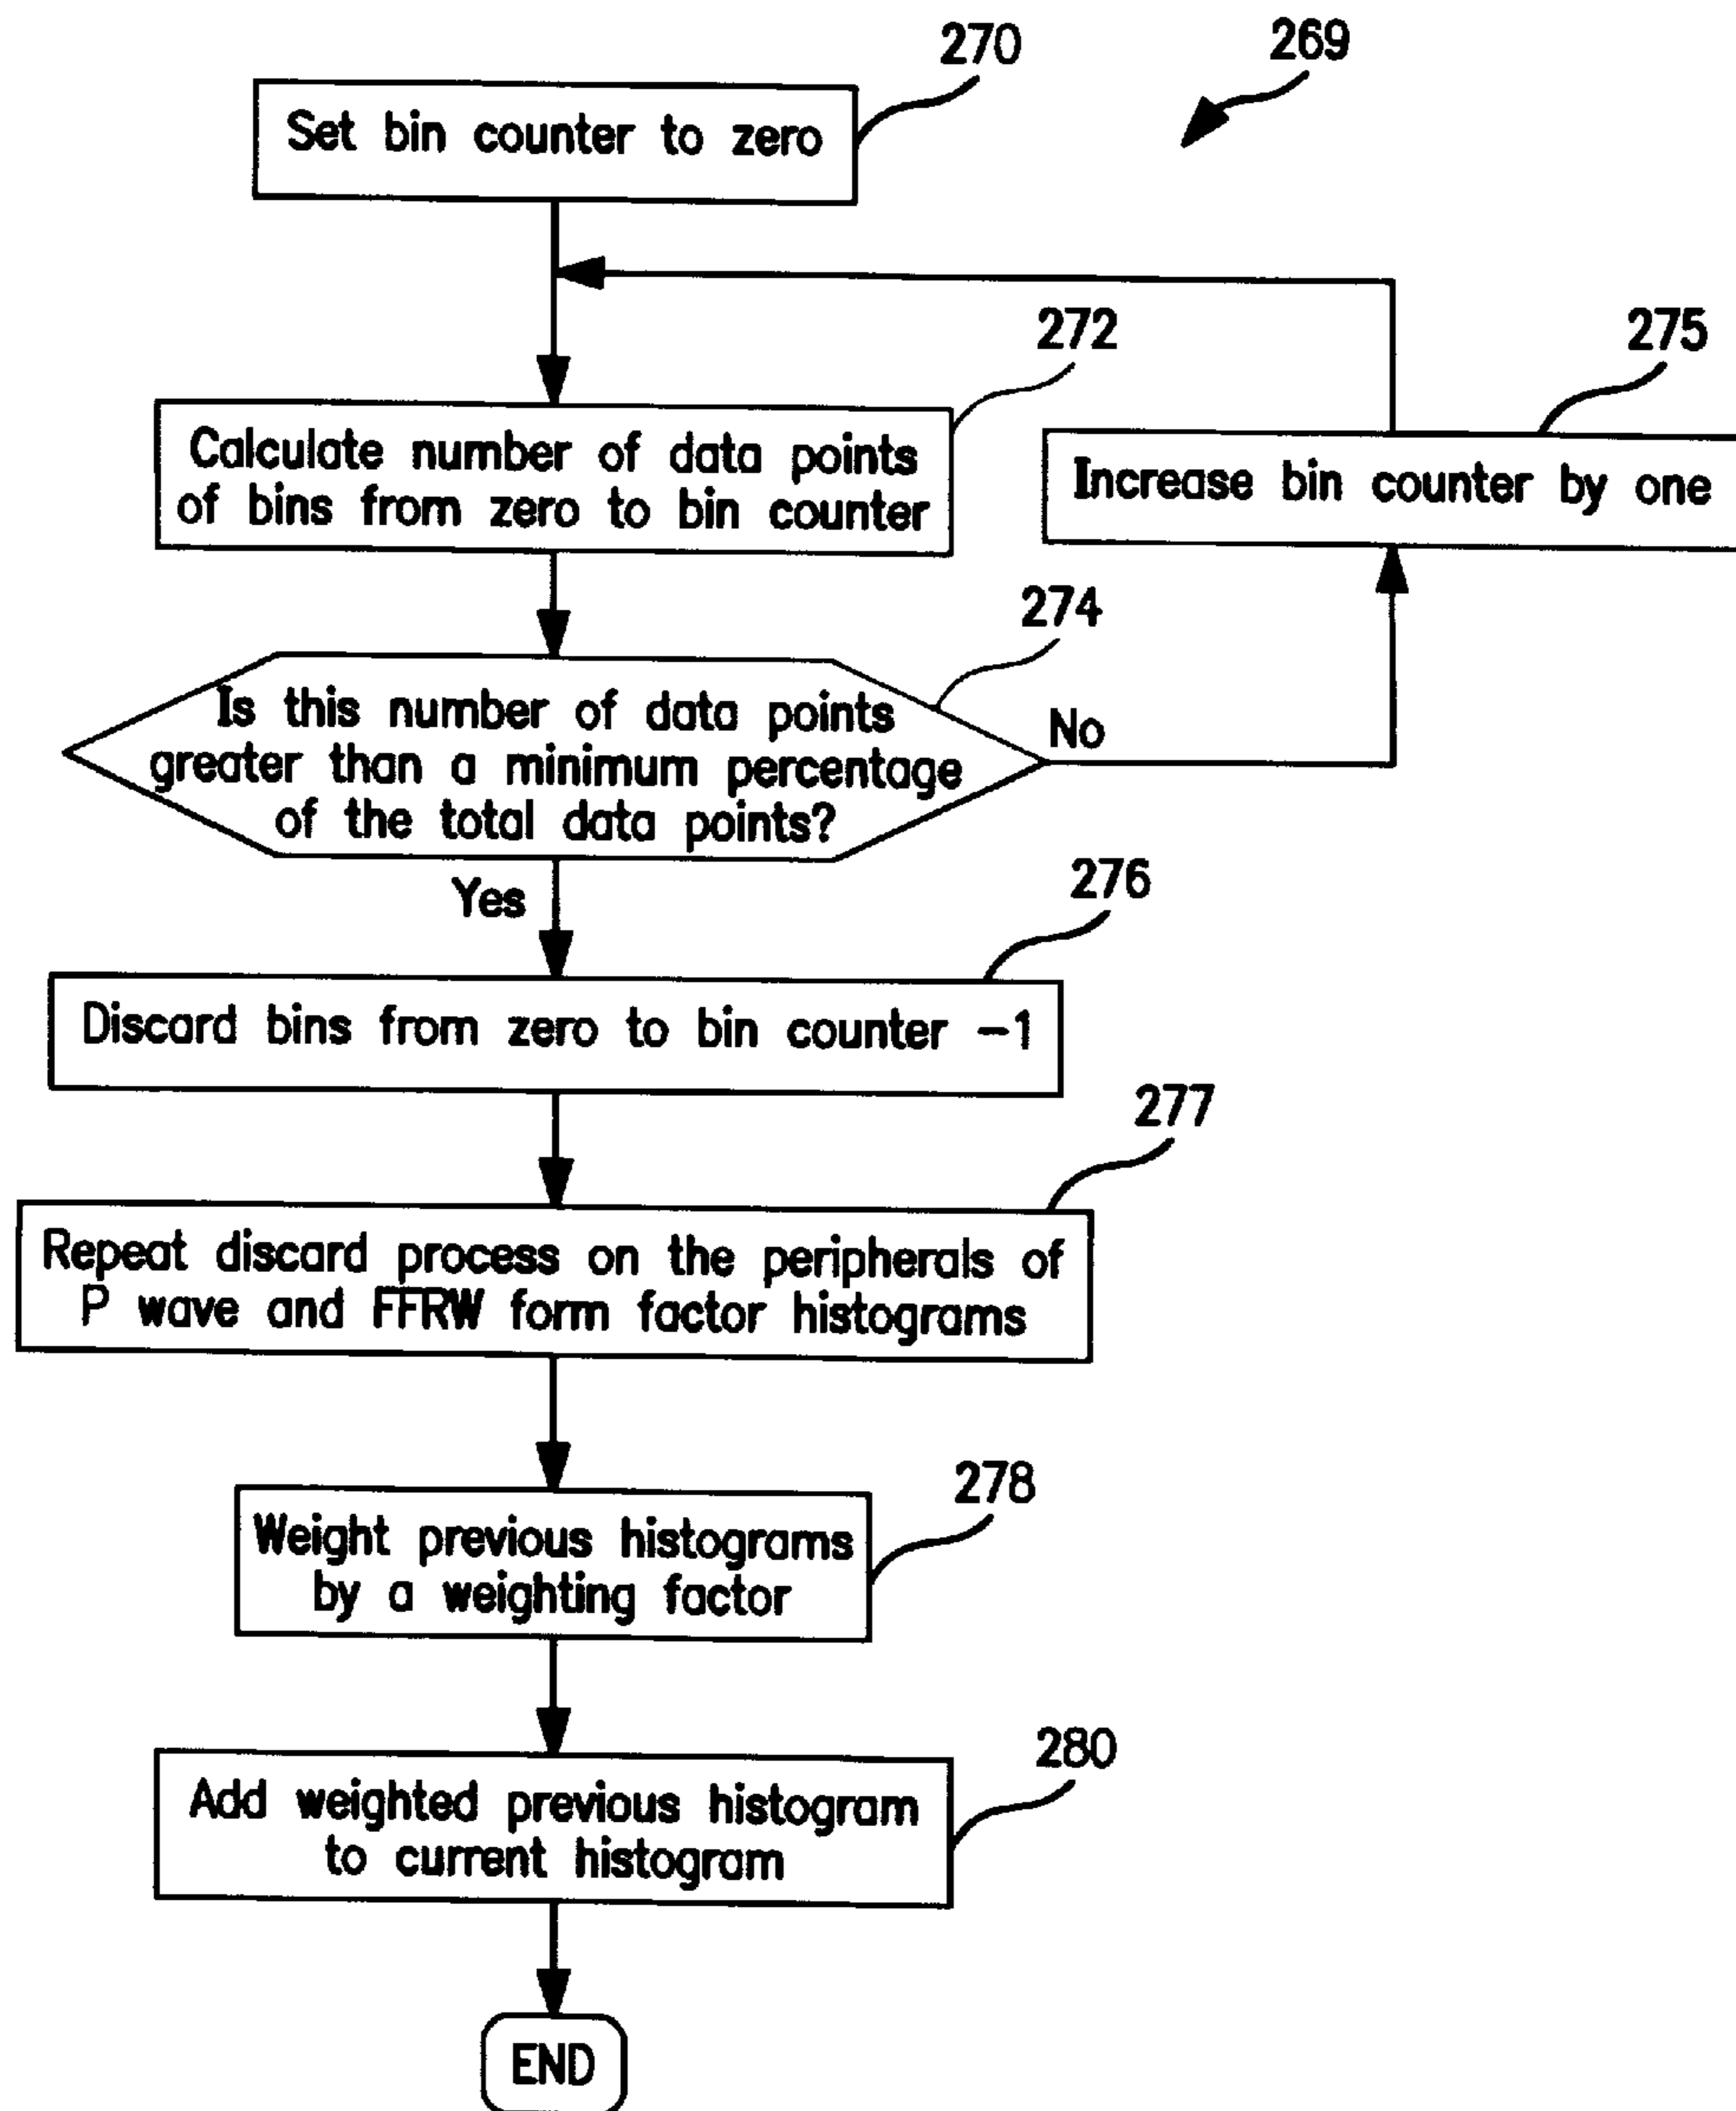 270
269
Set bin counter to zero
272
275
Calculate number of data points
of bins from zero to bin counter
Increase bin counter by one
274
Is this number of data points
greater than a minimum percentage
of the total data points?
No
Yes
276
Discard bins from zero to bin counter -1
277
Repeat discard process on the peripherals of
P wave and FFRW form factor histograms
278
Weight previous histograms
by a weighting factor
280
Add weighted previous histogram
to current histogram
END